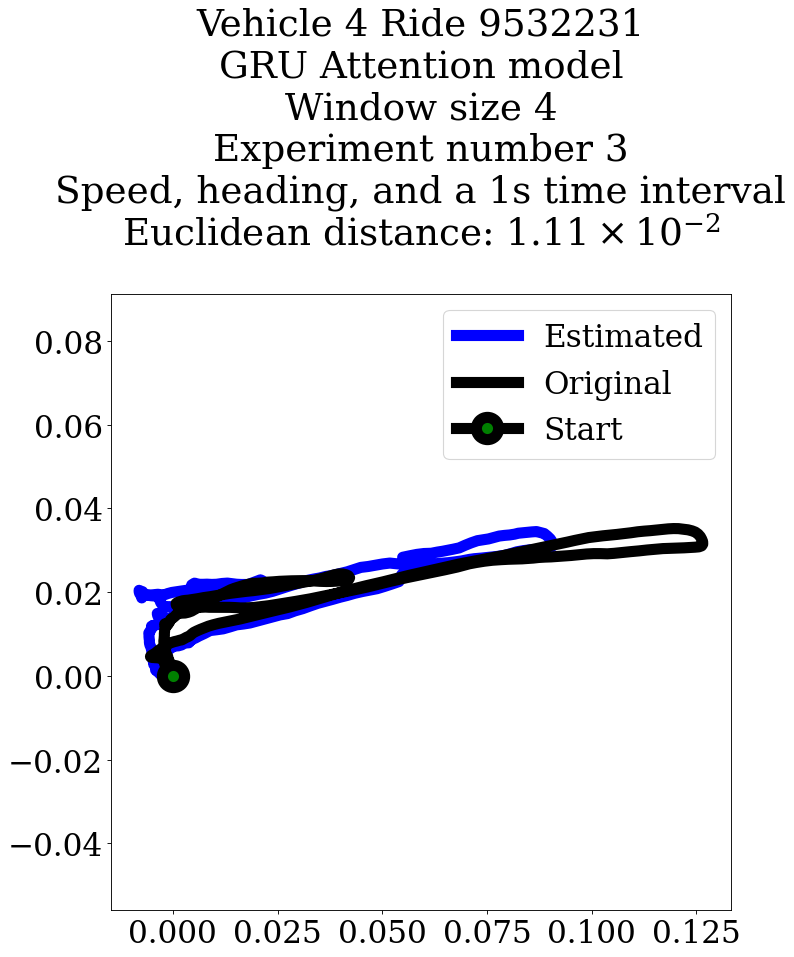 Vehicle 4 Ride 9532231
GRU Attention model
Window size 4
Experiment number 3
Speed, heading, and a 1s time interval
Euclidean distance: 1.11 × 10⁻²
Estimated
Original
Start
0.08
0.06
0.04
0.02
0.00
−0.02
−0.04
0.000 0.025 0.050 0.075 0.100 0.125